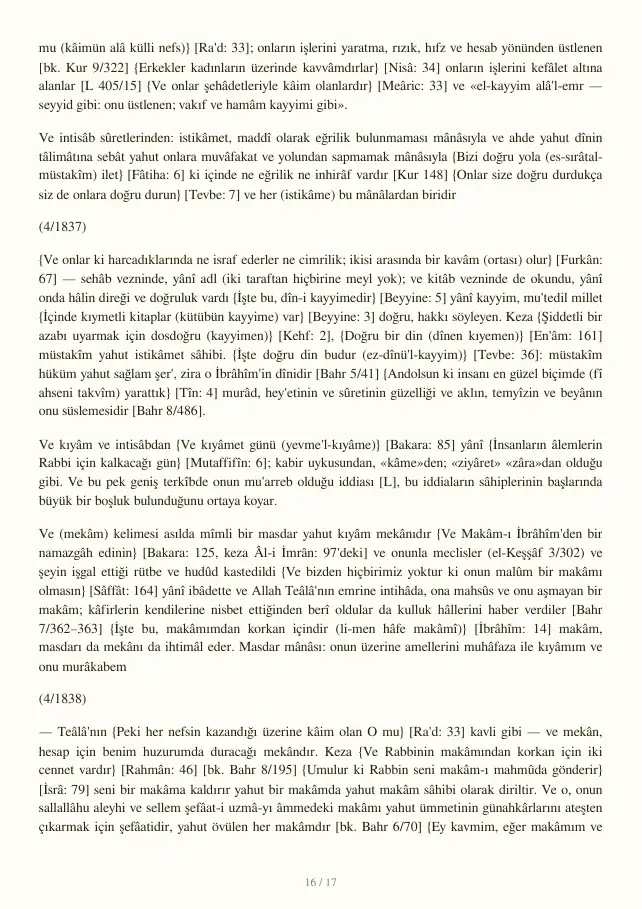 mu (kâimün alâ külli nefs)} [Ra'd: 33]; onların işlerini yaratma, rızık, hıfz ve hesab yönünden üstlenen
[bk. Kur 9/322] {Erkekler kadınların üzerinde kavvâmdırlar} [Nisâ: 34] onların işlerini kefâlet altına
alanlar [L 405/15] {Ve onlar şehâdetleriyle kâim olanlardır} [Meâric: 33] ve «el-kayyim alâ'l-emr —
seyyid gibi: onu üstlenen; vakıf ve hamâm kayyimi gibi».
Ve intisâb sûretlerinden: istikâmet, maddî olarak eğrilik bulunmaması mânâsıyla ve ahde yahut dînin
tâlimâtına sebât yahut onlara muvâfakat ve yolundan sapmamak mânâsıyla {Bizi doğru yola (es-sırâtal-
müstakîm) ilet} [Fâtiha: 6] ki içinde ne eğrilik ne inhirâf vardır [Kur 148] {Onlar size doğru durdukça
siz de onlara doğru durun} [Tevbe: 7] ve her (istikâme) bu mânâlardan biridir
(4/1837)
{Ve onlar ki harcadıklarında ne israf ederler ne cimrilik; ikisi arasında bir kavâm (ortası) olur} [Furkân:
67] — sehâb vezninde, yânî adl (iki taraftan hiçbirine meyl yok); ve kitâb vezninde de okundu, yânî
onda hâlin direği ve doğruluk vardı {İşte bu, dîn-i kayyimedir} [Beyyine: 5] yânî kayyim, mu'tedil millet
{İçinde kıymetli kitaplar (kütübün kayyime) var} [Beyyine: 3] doğru, hakkı söyleyen. Keza {Şiddetli bir
azabı uyarmak için dosdoğru (kayyimen)} [Kehf: 2], {Doğru bir din (dînen kıyemen)} [En'âm: 161]
müstakîm yahut istikâmet sâhibi. {İşte doğru din budur (ez-dînü'l-kayyim)} [Tevbe: 36]: müstakîm
hüküm yahut sağlam şer', zira o İbrâhîm'in dînidir [Bahr 5/41] {Andolsun ki insanı en güzel biçimde (fî
ahseni takvîm) yarattık} [Tîn: 4] murâd, hey'etinin ve sûretinin güzelliği ve aklın, temyîzin ve beyânın
onu süslemesidir [Bahr 8/486].
Ve kıyâm ve intisâbdan {Ve kıyâmet günü (yevme'l-kıyâme)} [Bakara: 85] yânî {İnsanların âlemlerin
Rabbi için kalkacağı gün} [Mutaffifîn: 6]; kabir uykusundan, «kâme»den; «ziyâret» «zâra»dan olduğu
gibi. Ve bu pek geniş terkîbde onun mu'arreb olduğu iddiası [L], bu iddiaların sâhiplerinin başlarında
büyük bir boşluk bulunduğunu ortaya koyar.
Ve (mekâm) kelimesi asılda mîmli bir masdar yahut kıyâm mekânıdır {Ve Makâm-ı İbrâhîm'den bir
namazgâh edinin} [Bakara: 125, keza Âl-i İmrân: 97'deki] ve onunla meclisler (el-Keşşâf 3/302) ve
şeyin işgal ettiği rütbe ve hudûd kastedildi {Ve bizden hiçbirimiz yoktur ki onun malûm bir makâmı
olmasın} [Sâffât: 164] yânî ibâdette ve Allah Teâlâ'nın emrine intihâda, ona mahsûs ve onu aşmayan bir
makâm; kâfirlerin kendilerine nisbet ettiğinden berî oldular da kulluk hâllerini haber verdiler [Bahr
7/362–363] {İşte bu, makâmımdan korkan içindir (li-men hâfe makâmî)} [İbrâhîm: 14] makâm,
masdarı da mekânı da ihtimâl eder. Masdar mânâsı: onun üzerine amellerini muhâfaza ile kıyâmım ve
onu murâkabem
(4/1838)
— Teâlâ'nın {Peki her nefsin kazandığı üzerine kâim olan O mu} [Ra'd: 33] kavli gibi — ve mekân,
hesap için benim huzurumda duracağı mekândır. Keza {Ve Rabbinin makâmından korkan için iki
cennet vardır} [Rahmân: 46] [bk. Bahr 8/195] {Umulur ki Rabbin seni makâm-ı mahmûda gönderir}
[İsrâ: 79] seni bir makâma kaldırır yahut bir makâmda yahut makâm sâhibi olarak diriltir. Ve o, onun
sallallâhu aleyhi ve sellem şefâat-i uzmâ-yı âmmedeki makâmı yahut ümmetinin günahkârlarını ateşten
çıkarmak için şefâatidir, yahut övülen her makâmdır [bk. Bahr 6/70] {Ey kavmim, eğer makâmım ve
16 / 17